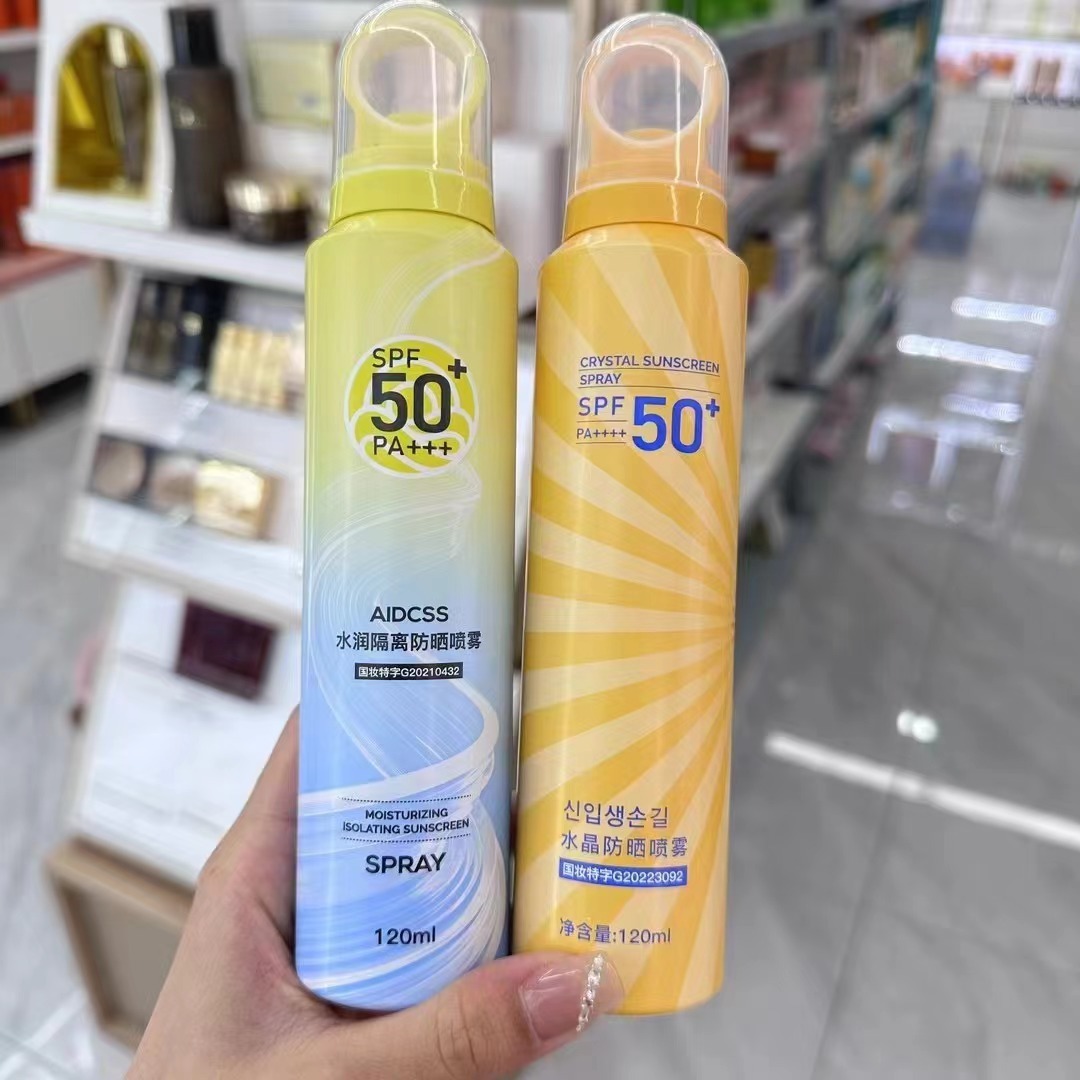 SPF
50+
PA+++
AIDCSS
水润隔离防晒喷雾
国妆特字G20210432
MOISTURIZING
ISOLATING SUNSCREEN
SPRAY
120ml
CRYSTAL SUNSCREEN
SPRAY
SPF 50+
PA++++
신입생손길
水晶防晒喷雾
国妆特字G20223092
净含量:120ml